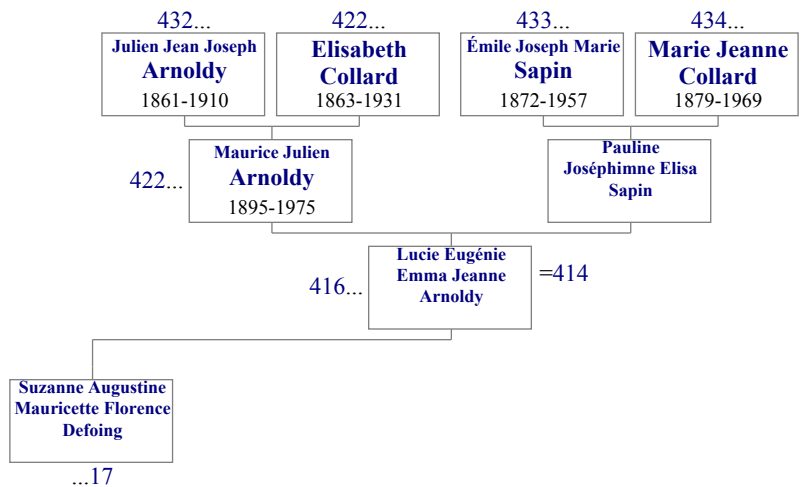 432...
422...
433...
434...
Julien Jean Joseph
Arnoldy
1861-1910
Elisabeth
Collard
1863-1931
Émile Joseph Marie
Sapin
1872-1957
Marie Jeanne
Collard
1879-1969
422...
Maurice Julien
Arnoldy
1895-1975
Pauline
Joséphimne Elisa
Sapin
416...
Lucie Eugénie
Emma Jeanne
Arnoldy
=414
Suzanne Augustine
Mauricette Florence
Defoing
...17